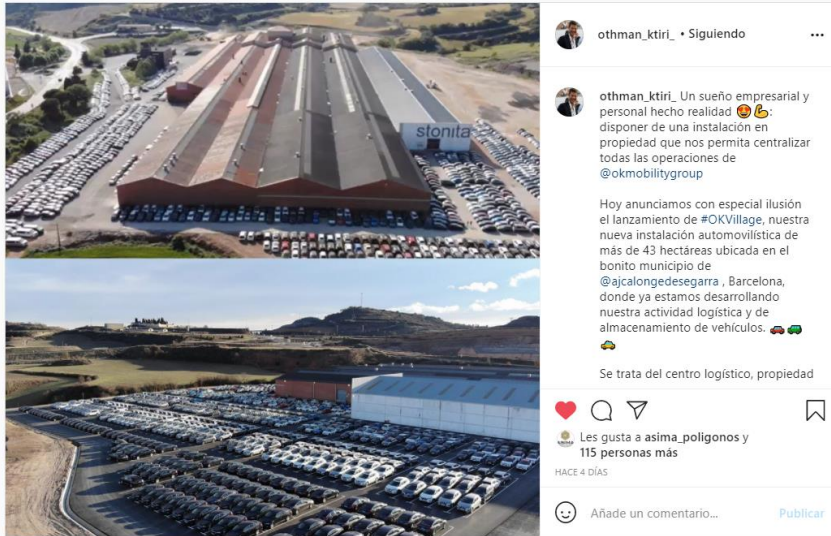 stonita
othman_ktiri_ • Siguiendo
othman_ktiri_ Un sueño empresarial y
personal hecho realidad 😍💪:
disponer de una instalación en
propiedad que nos permita centralizar
todas las operaciones de
@okmobilitygroup
Hoy anunciamos con especial ilusión
el lanzamiento de #OKVillage, nuestra
nueva instalación automovilística de
más de 43 hectáreas ubicada en el
bonito municipio de
@ajcalongedesegarra , Barcelona,
donde ya estamos desarrollando
nuestra actividad logística y de
almacenamiento de vehículos. 🚗 🚙
🚕
Se trata del centro logístico, propiedad
Les gusta a asima_poligonos y
115 personas más
HACE 4 DÍAS
Añade un comentario...
Publicar